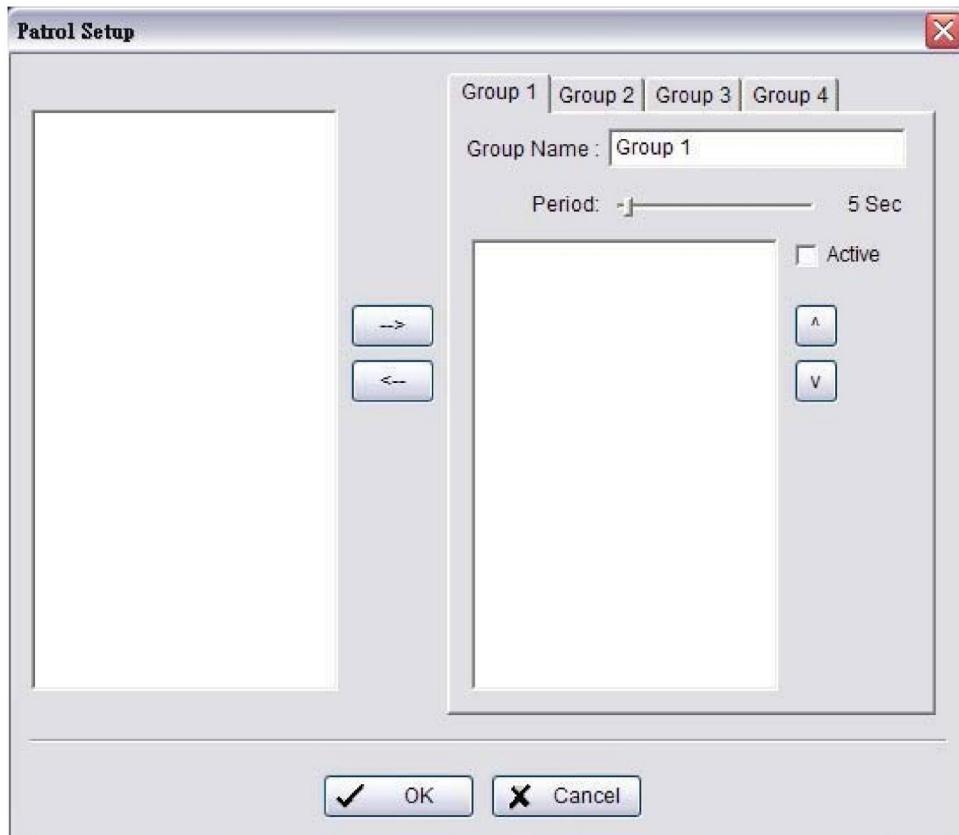 Patrol Setup
Group 1 Group 2 Group 3 Group 4
Group Name : Group 1
Period: 5 Sec
Active
-->
<--
^
v
OK
Cancel